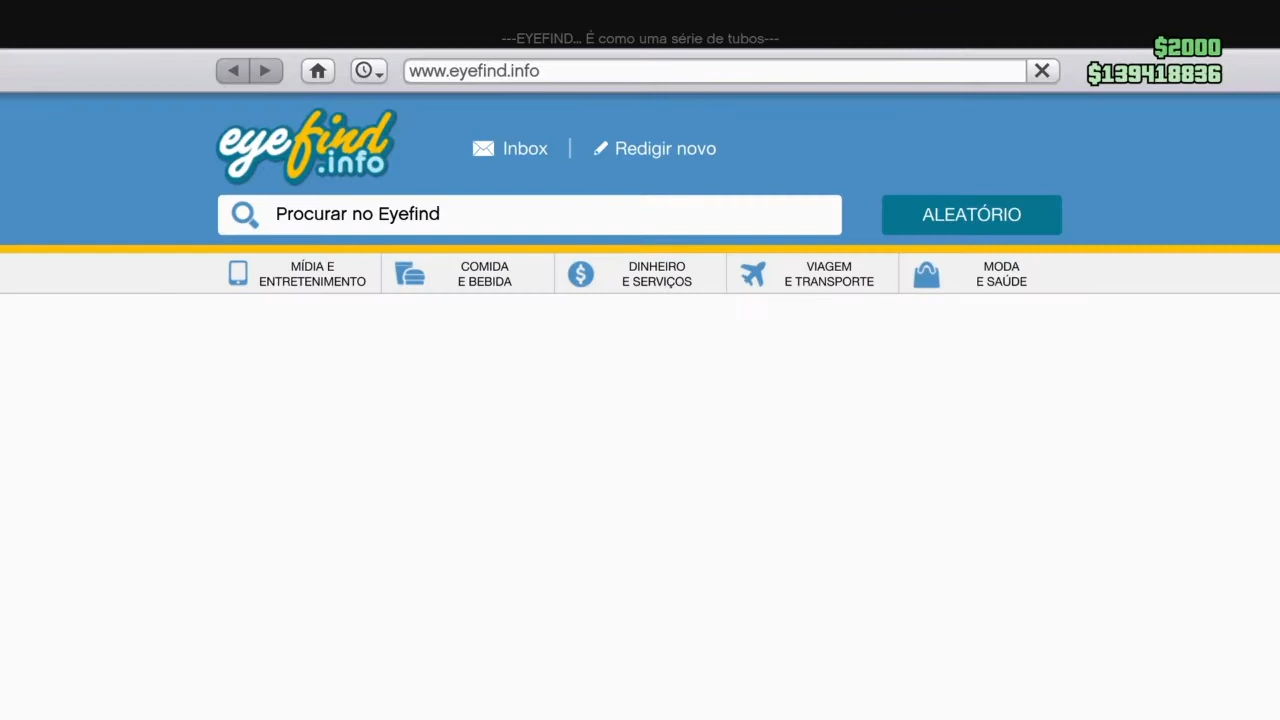 ---EYEFIND... É como uma série de tubos---
$2000
www.eyefind.info
$139418836
eyefind
.info
Inbox
Redigir novo
Procurar no Eyefind
ALEATÓRIO
MÍDIA E
ENTRETENIMENTO
COMIDA
E BEBIDA
DINHEIRO
E SERVIÇOS
VIAGEM
E TRANSPORTE
MODA
E SAÚDE